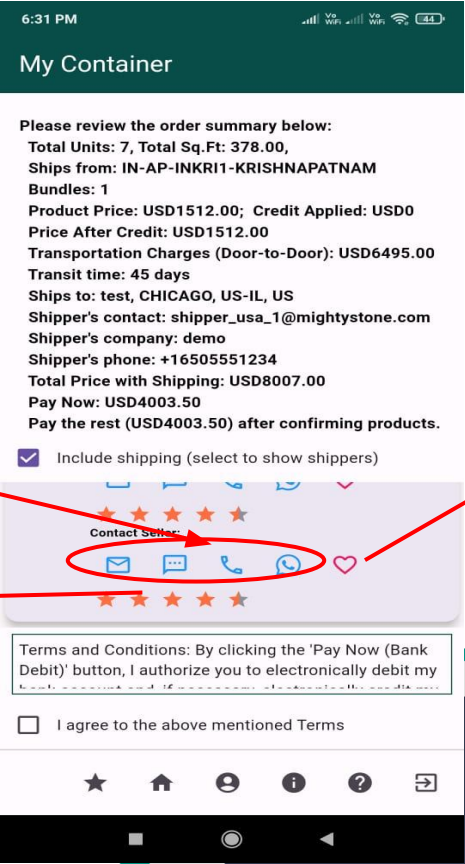 6:31 PM
Vo WiFi Vo WiFi 44
My Container
Please review the order summary below:
Total Units: 7, Total Sq.Ft: 378.00,
Ships from: IN-AP-INKRI1-KRISHNAPATNAM
Bundles: 1
Product Price: USD1512.00; Credit Applied: USD0
Price After Credit: USD1512.00
Transportation Charges (Door-to-Door): USD6495.00
Transit time: 45 days
Ships to: test, CHICAGO, US-IL, US
Shipper's contact: shipper_usa_1@mightystone.com
Shipper's company: demo
Shipper's phone: +16505551234
Total Price with Shipping: USD8007.00
Pay Now: USD4003.50
Pay the rest (USD4003.50) after confirming products.
Include shipping (select to show shippers)
Contact Seller:
Terms and Conditions: By clicking the 'Pay Now (Bank
Debit)' button, I authorize you to electronically debit my
I agree to the above mentioned Terms